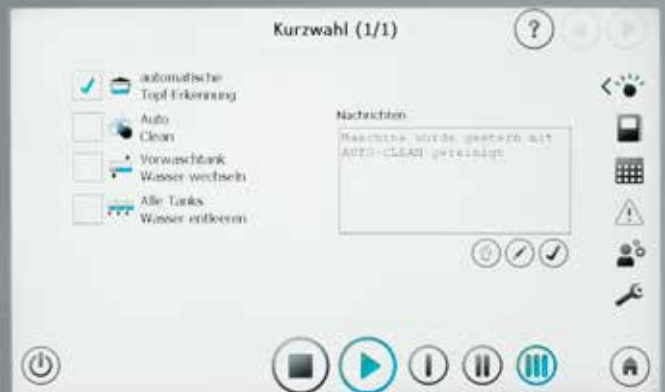 Kurzwahl (1/1)
?
automatische
Topf-Erkennung
Auto
Clean
Vorwaschtank
Wasser wechseln
Alle Tanks
Wasser entleeren
Nachrichten
Maschine wurde gestern mit
AUTO-CLEAN gereinigt